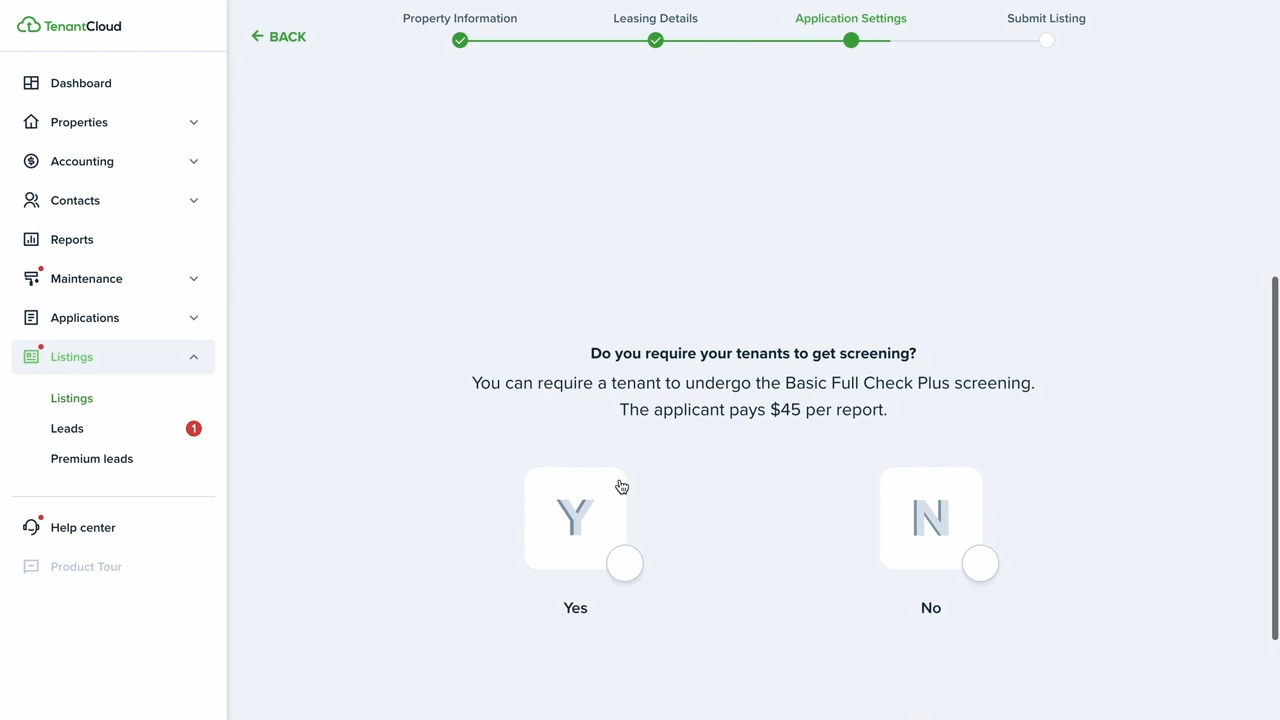 TenantCloud
BACK
Property Information
Leasing Details
Application Settings
Submit Listing
Dashboard
Properties
Accounting
Contacts
Reports
Maintenance
Applications
Listings
Listings
Leads 1
Premium leads
Help center
Product Tour
Do you require your tenants to get screening?
You can require a tenant to undergo the Basic Full Check Plus screening.
The applicant pays $45 per report.
Y
N
Yes
No